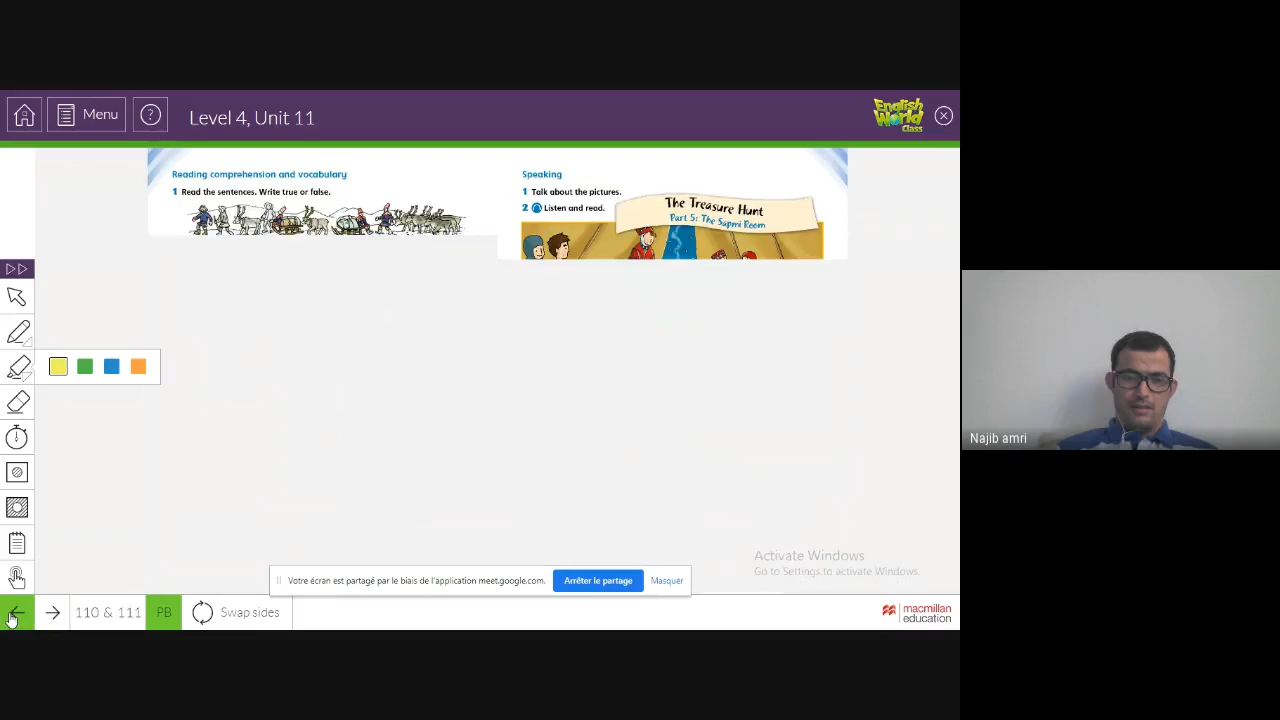 Menu
?
Level 4, Unit 11
English
World
Class
Reading comprehension and vocabulary
1 Read the sentences. Write true or false.
Speaking
1 Talk about the pictures.
2 Listen and read.
The Treasure Hunt
Part 5: The Sapmi Room
Najib amri
Activate Windows
Go to Settings to activate Windows.
Votre écran est partagé par le biais de l'application meet.google.com.
Arrêter le partage
Masquer
110 & 111
PB
Swap sides
macmillan
education